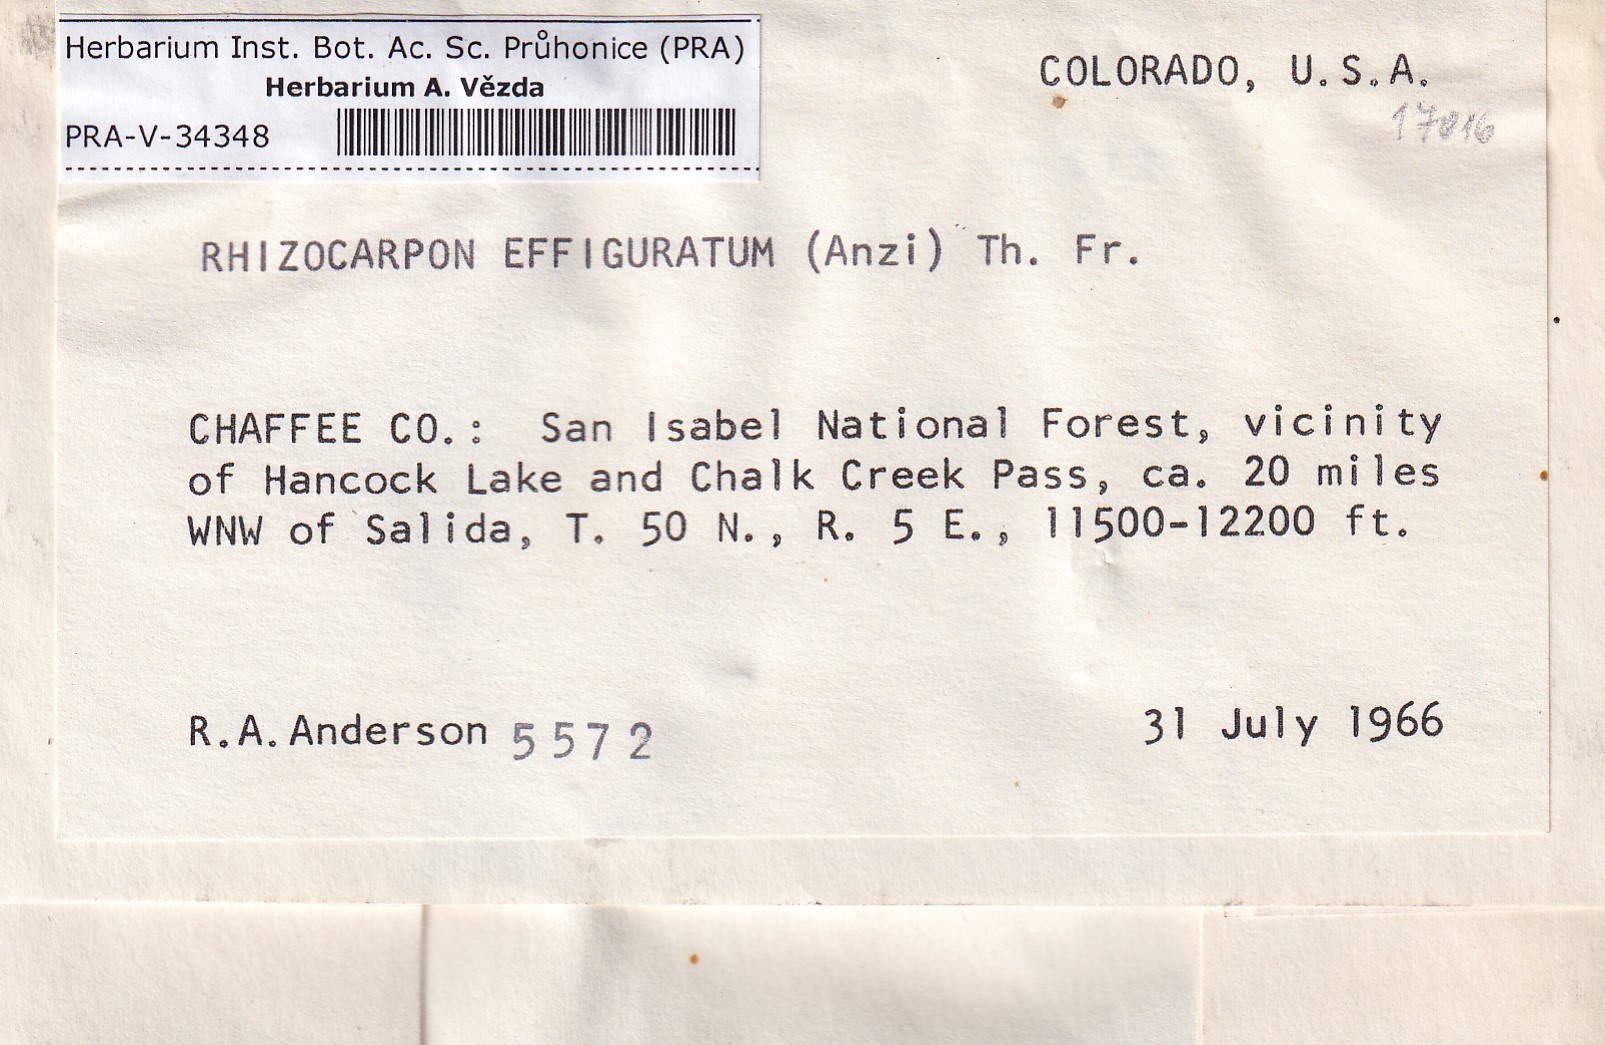 Herbarium Inst. Bot. Ac. Sc. Průhonice (PRA)
Herbarium A. Vězda
PRA-V-34348
COLORADO, U.S.A.
17816
RHIZOCARPON EFFIGURATUM (Anzi) Th. Fr.
CHAFFEE CO.: San Isabel National Forest, vicinity
of Hancock Lake and Chalk Creek Pass, ca. 20 miles
WNW of Salida, T. 50 N., R. 5 E., 11500-12200 ft.
R.A. Anderson 5572
31 July 1966